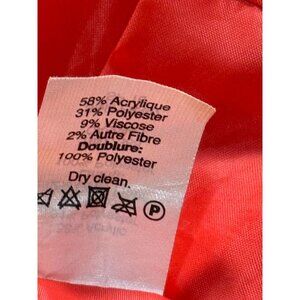 58% Acrylique
31% Polyester
9% Viscose
2% Autre Fibre
Doublure:
100% Polyester
Dry clean.
P